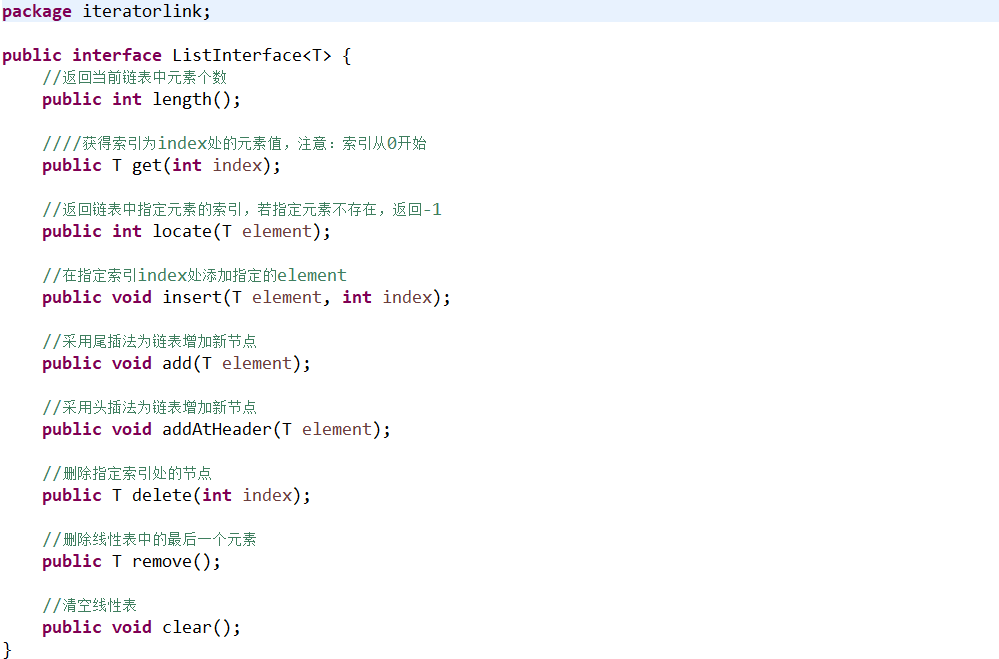 package iteratorlink;
public interface ListInterface<T> {
//返回当前链表中元素个数
public int length();
////获得索引为index处的元素值，注意：索引从0开始
public T get(int index);
//返回链表中指定元素的索引，若指定元素不存在，返回-1
public int locate(T element);
//在指定索引index处添加指定的element
public void insert(T element, int index);
//采用尾插法为链表增加新节点
public void add(T element);
//采用头插法为链表增加新节点
public void addAtHeader(T element);
//删除指定索引处的节点
public T delete(int index);
//删除线性表中的最后一个元素
public T remove();
//清空线性表
public void clear();
}